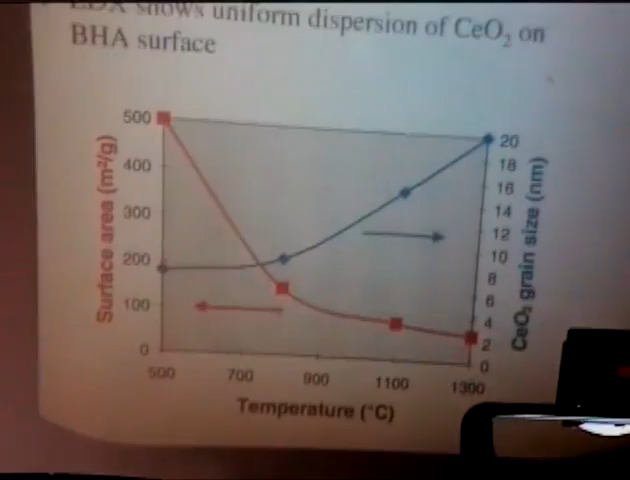 EDX shows uniform dispersion of CeO₂ on
BHA surface
500
400
300
200
100
0
Surface area (m²/g)
20
18
16
14
12
10
8
6
4
2
0
CeO₂ grain size (nm)
500 700 900 1100 1300
Temperature (°C)